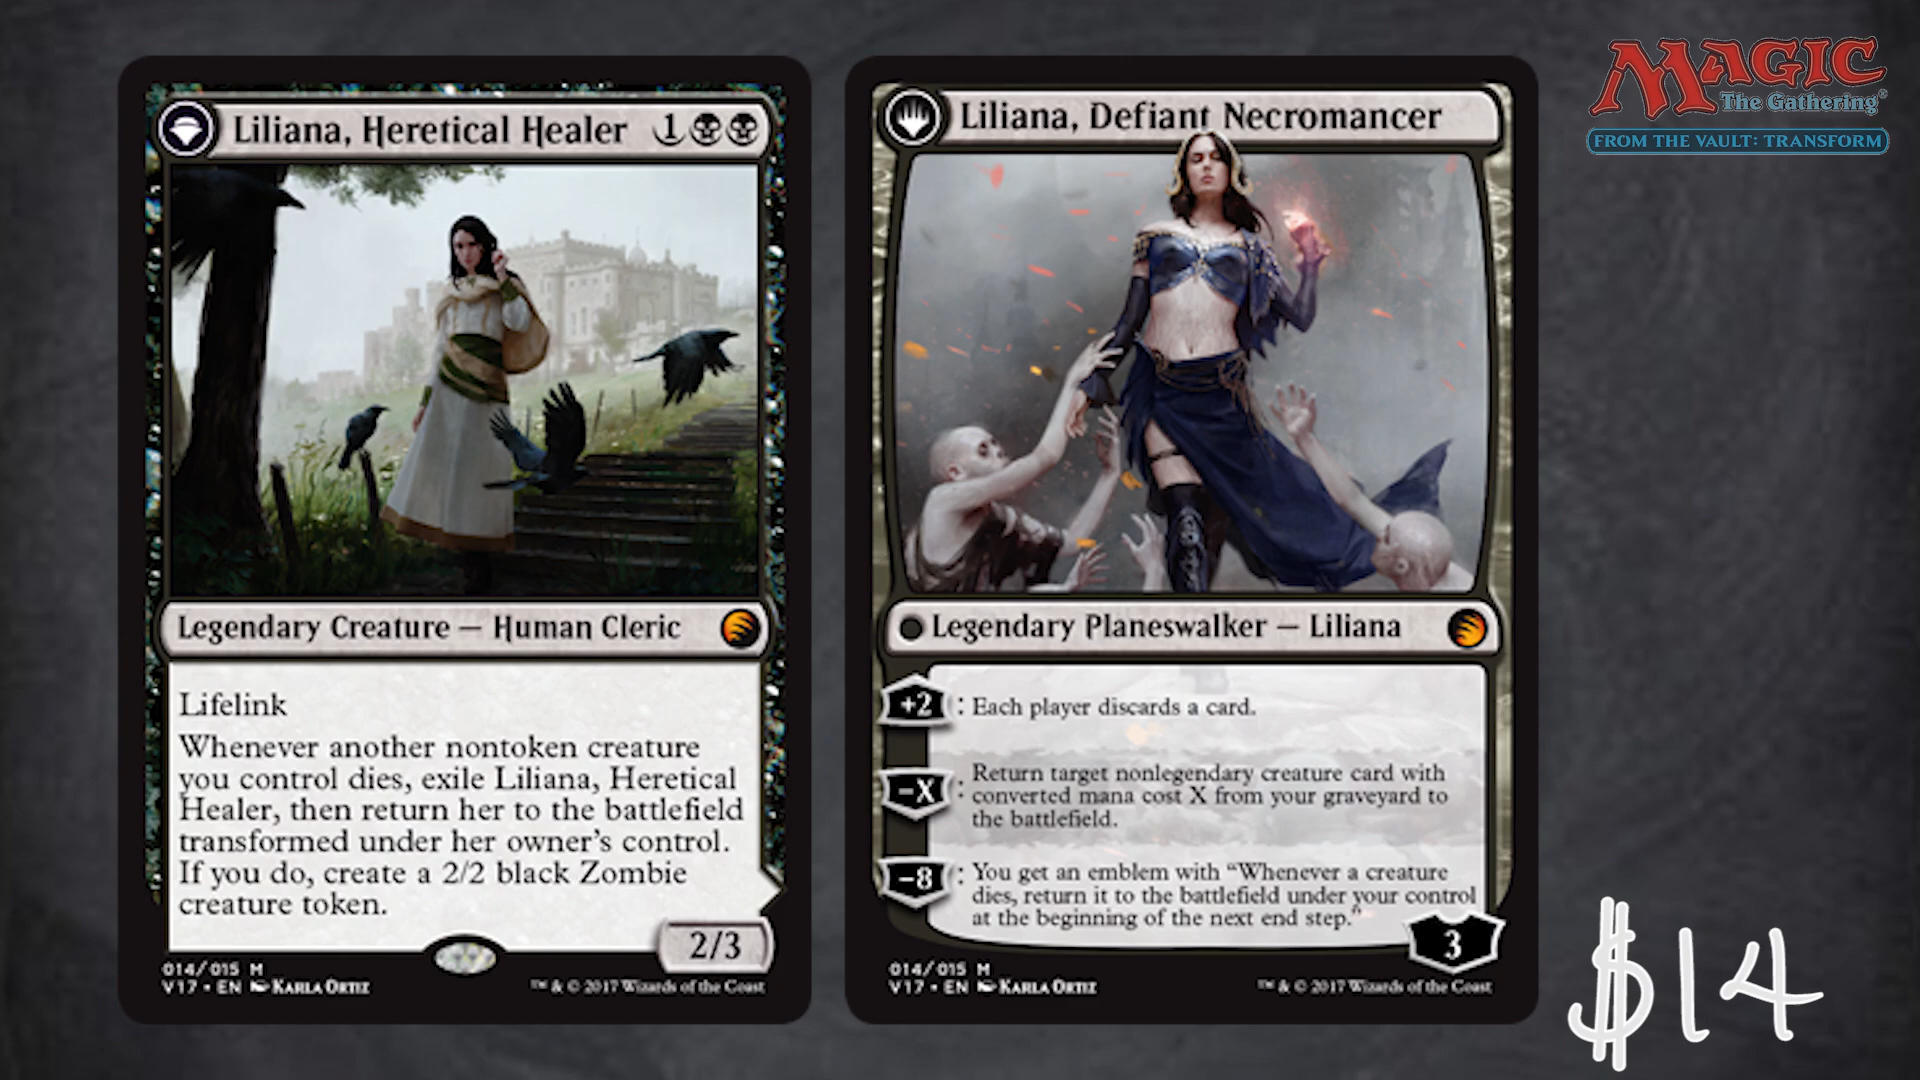 Liliana, Heretical Healer 1
Legendary Creature — Human Cleric
Lifelink
Whenever another nontoken creature
you control dies, exile Liliana, Heretical
Healer, then return her to the battlefield
transformed under her owner's control.
If you do, create a 2/2 black Zombie
creature token.
2/3
014/015 M
V17 • EN Karla Ortiz
™ & © 2017 Wizards of the Coast
Liliana, Defiant Necromancer
Legendary Planeswalker — Liliana
+2 : Each player discards a card.
−X : Return target nonlegendary creature card with
converted mana cost X from your graveyard to
the battlefield.
−8 : You get an emblem with “Whenever a creature
dies, return it to the battlefield under your control
at the beginning of the next end step.”
3
014/015 M
V17 • EN Karla Ortiz
™ & © 2017 Wizards of the Coast
MAGIC
The Gathering®
FROM THE VAULT: TRANSFORM
$14